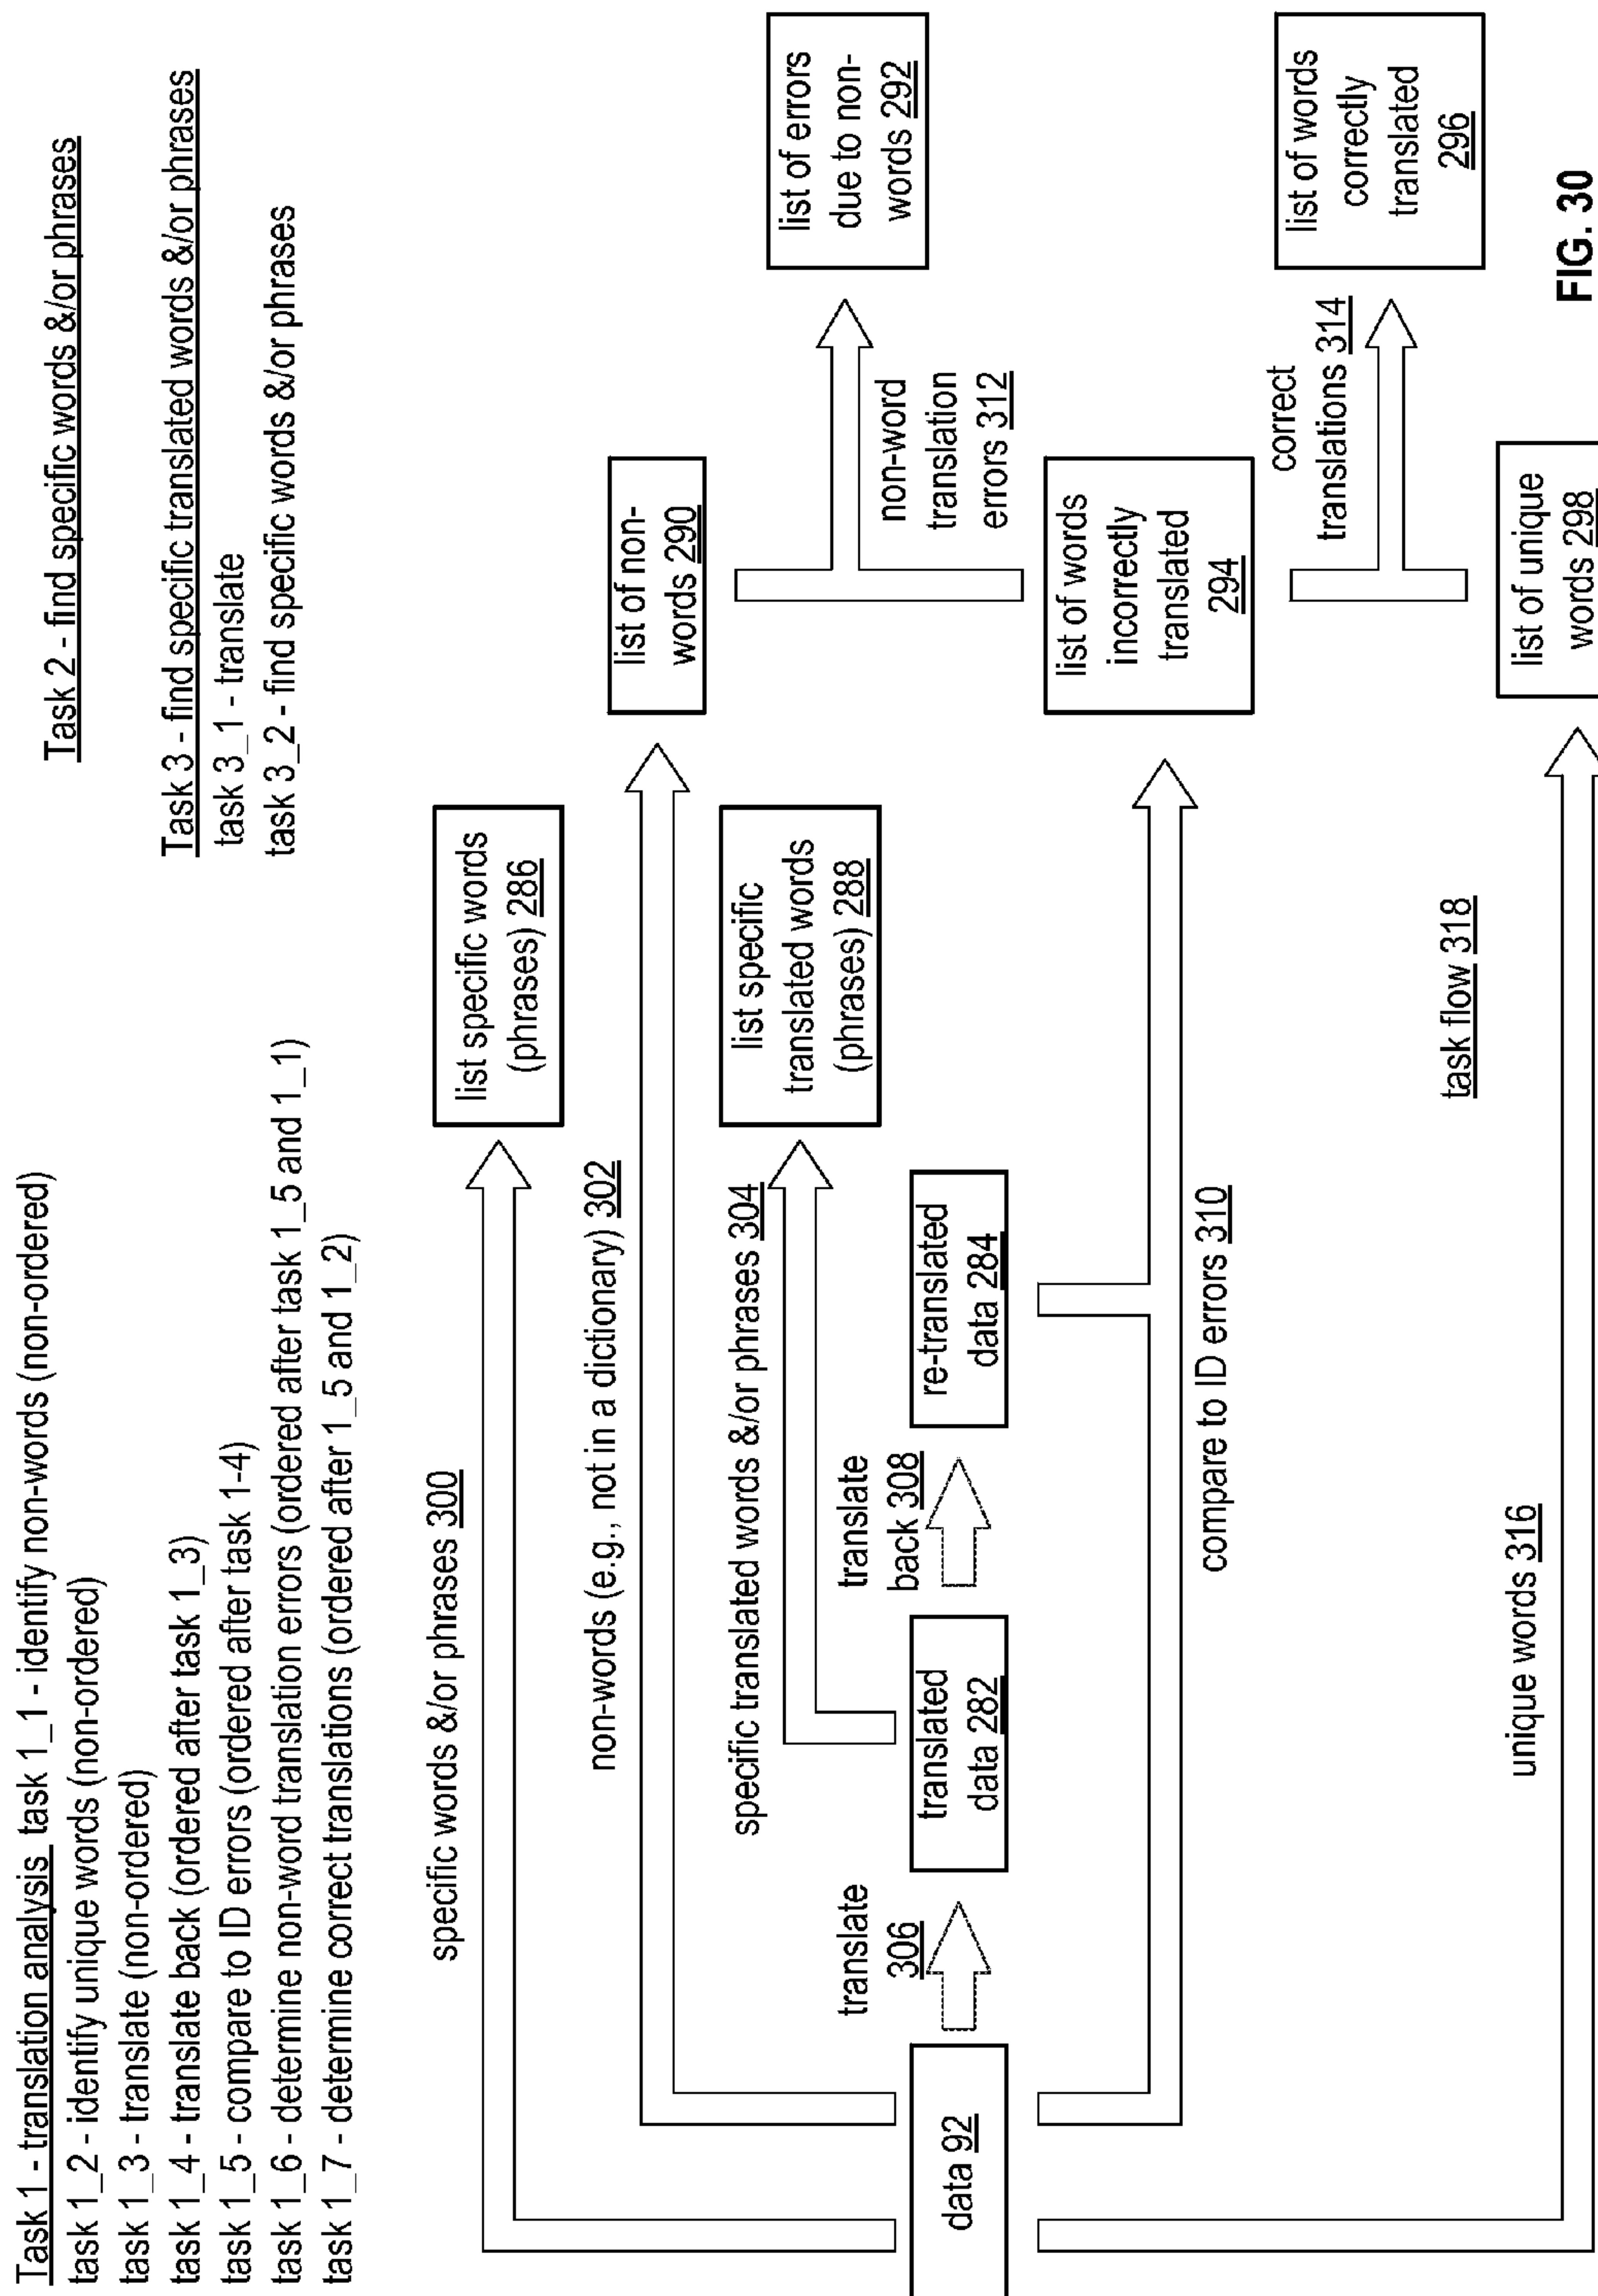 Task 1 - translation analysis task 1_1 - identify non-words (non-ordered)
task 1_2 - identify unique words (non-ordered)
task 1_3 - translate (non-ordered)
task 1_4 - translate back (ordered after task 1_3)
task 1_5 - compare to ID errors (ordered after task 1-4)
task 1_6 - determine non-word translation errors (ordered after task 1_5 and 1_1)
task 1_7 - determine correct translations (ordered after 1_5 and 1_2)
Task 2 - find specific words &/or phrases
Task 3 - find specific translated words &/or phrases
task 3_1 - translate
task 3_2 - find specific words &/or phrases
specific words &/or phrases 300
list specific words
(phrases) 286
non-words (e.g., not in a dictionary) 302
list of non-
words 290
specific translated words &/or phrases 304
list specific
translated words
(phrases) 288
list of errors
due to non-
words 292
non-word
translation
errors 312
data 92
translate
306
translated
data 282
translate
back 308
re-translated
data 284
compare to ID errors 310
list of words
incorrectly
translated
294
correct
translations 314
list of words
correctly
translated
296
task flow 318
unique words 316
list of unique
words 298
FIG. 30